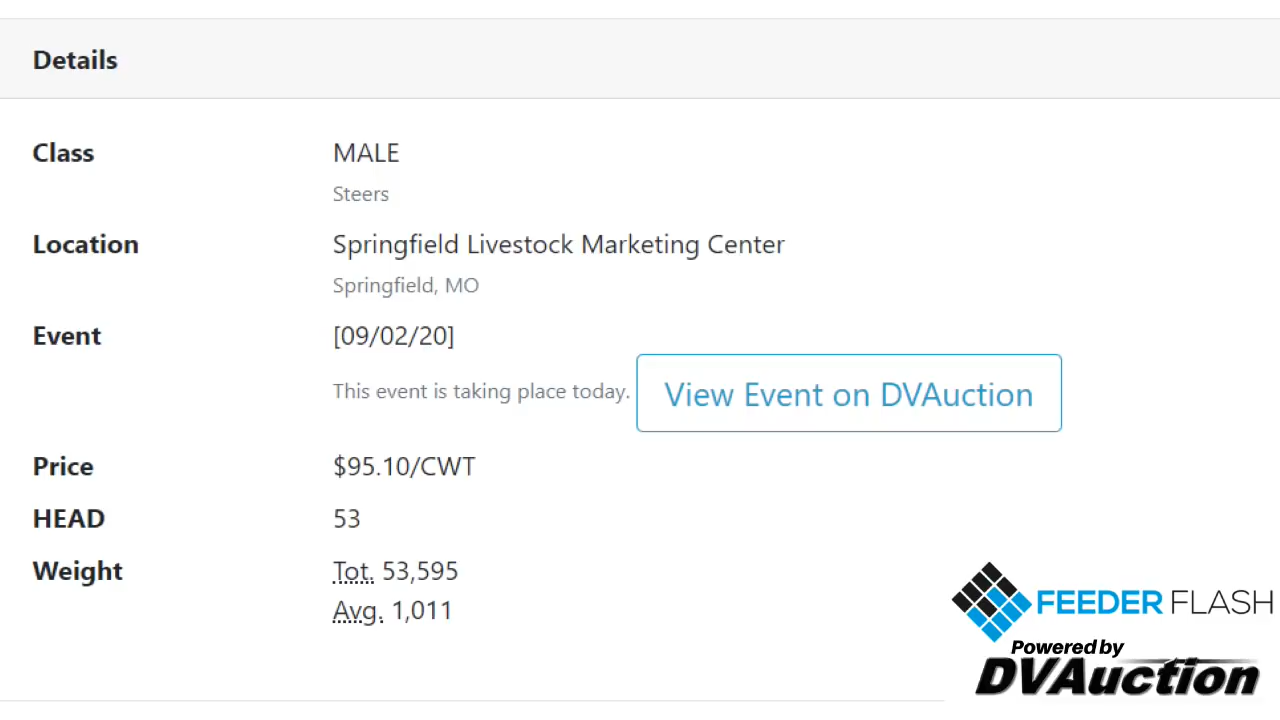 Details
Class MALE
Steers
Location Springfield Livestock Marketing Center
Springfield, MO
Event [09/02/20]
This event is taking place today. View Event on DVAuction
Price $95.10/CWT
HEAD 53
Weight Tot. 53,595
Avg. 1,011
FEEDER FLASH
Powered by
DVAuction